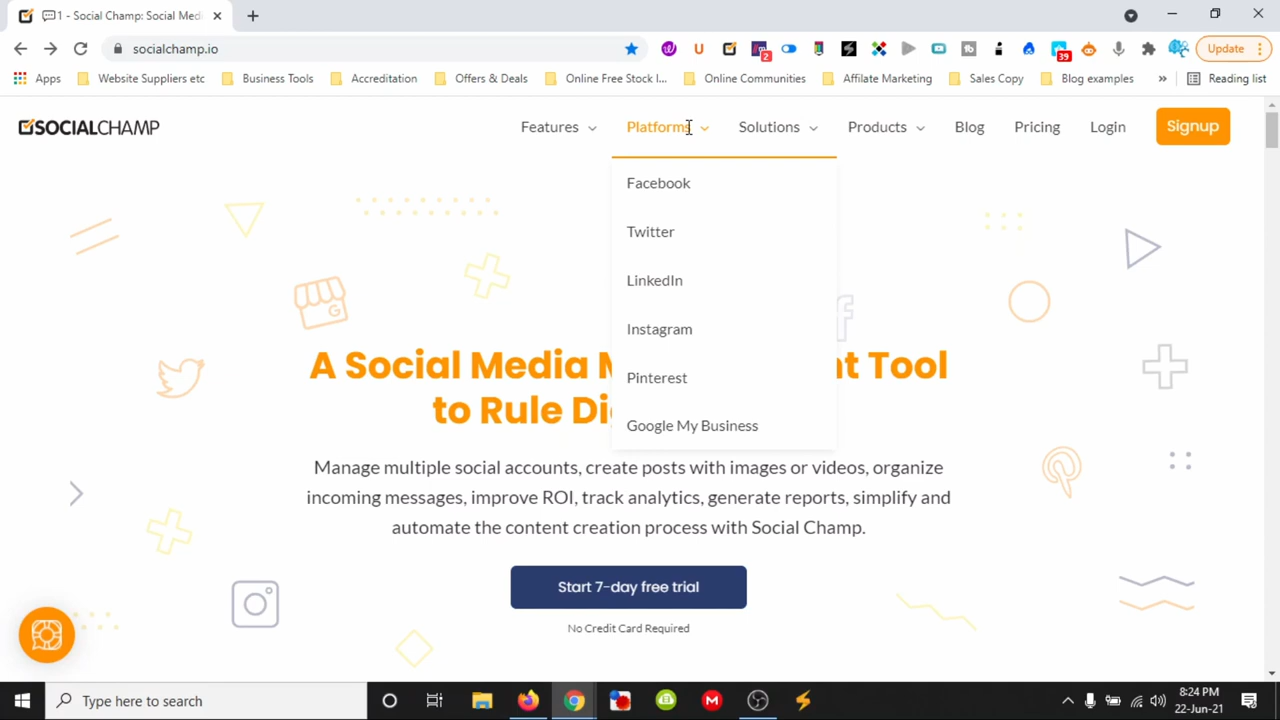 1 - Social Champ: Social Med
socialchamp.io
2
39
Update
Apps
Website Suppliers etc
Business Tools
Accreditation
Offers & Deals
Online Free Stock I...
Online Communities
Affilate Marketing
Sales Copy
Blog examples
»
Reading list
SOCIALCHAMP
Features
Platforms
Solutions
Products
Blog
Pricing
Login
Signup
Facebook
Twitter
LinkedIn
Instagram
Pinterest
Google My Business
A Social Media M nt Tool
to Rule Di
Manage multiple social accounts, create posts with images or videos, organize
incoming messages, improve ROI, track analytics, generate reports, simplify and
automate the content creation process with Social Champ.
Start 7-day free trial
No Credit Card Required
Type here to search
8:24 PM
22-Jun-21